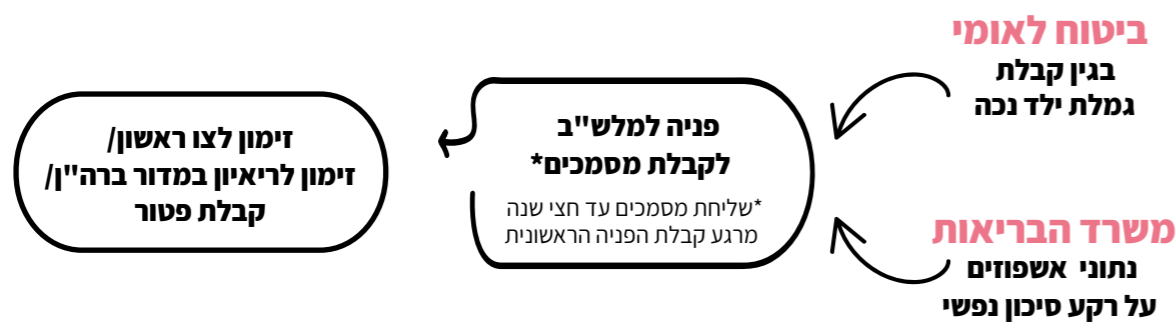 ביטוח לאומי
בגין קבלת
גמלת ילד נכה
משרד הבריאות
נתוני אשפוזים
על רקע סיכון נפשי
פניה למלש"ב
לקבלת מסמכים*
*שליחת מסמכים עד חצי שנה
מרגע קבלת הפניה הראשונית
זימון לצו ראשון/
זימון לריאיון במדור ברה"ן/
קבלת פטור